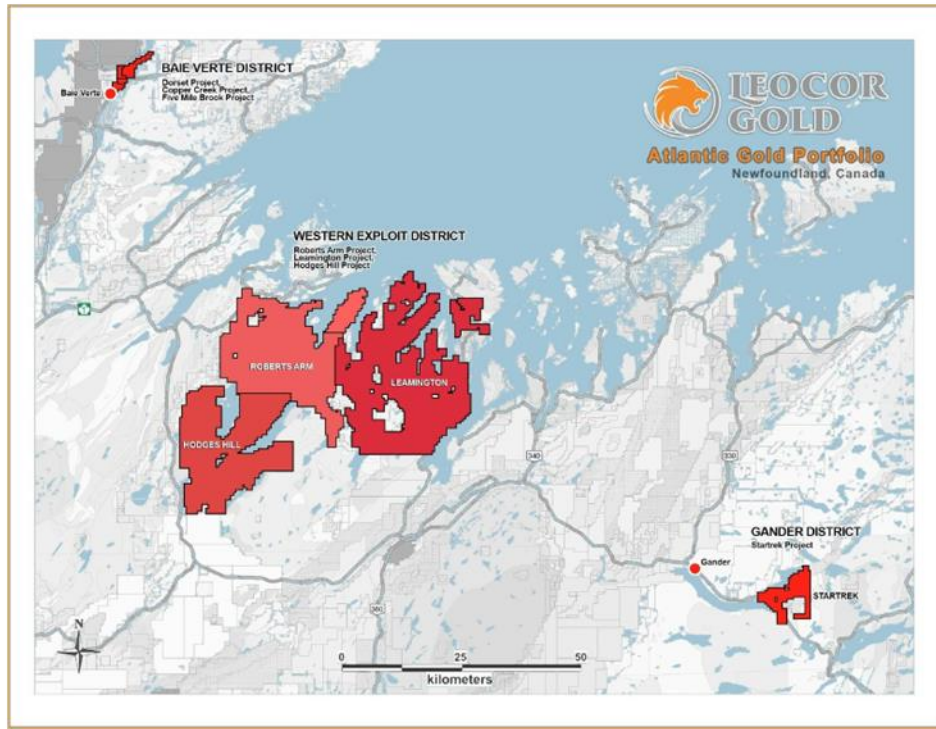 BAIE VERTE DISTRICT
Dorset Project,
Copper Creek Project,
Five Mile Brook Project
Baie Verte
LEOCOR
GOLD
Atlantic Gold Portfolio
Newfoundland, Canada
WESTERN EXPLOIT DISTRICT
Roberts Arm Project,
Leamington Project,
Hodges Hill Project
1
ROBERTS ARM
LEAMINGTON
HODGES HILL
340
330
GANDER DISTRICT
Startrek Project
Gander
STARTREK
360
N
0 25 50
kilometers